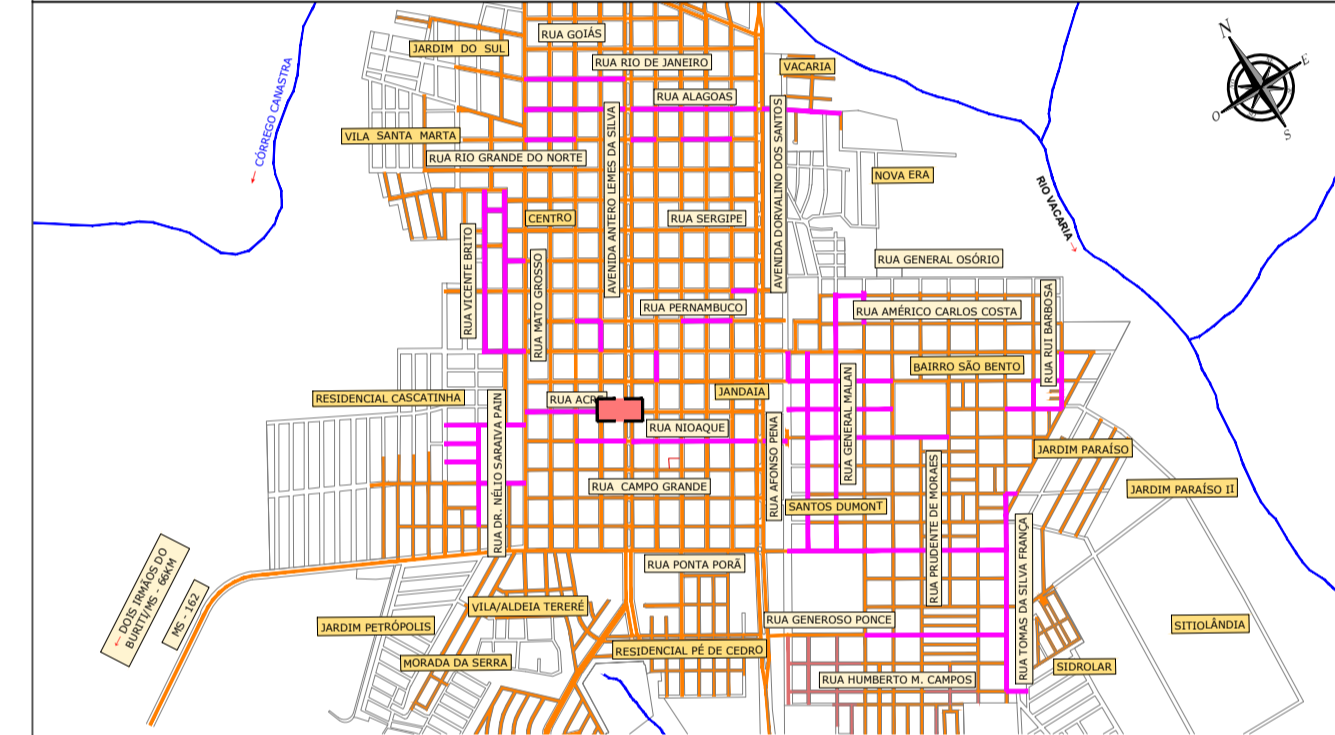 RUA GOIÁS
JARDIM DO SUL
RUA RIO DE JANEIRO
VACARIA
N
E
O
S
CÓRREGO CANASTRA
RUA ALAGOAS
VILA SANTA MARTA
RUA RIO GRANDE DO NORTE
AVENIDA ANTERO LEMES DA SILVA
AVENIDA DORVALINO DOS SANTOS
NOVA ERA
RIO VACARIA
CENTRO
RUA SERGIPE
RUA VICENTE BRITO
RUA MATO GROSSO
RUA GENERAL OSÓRIO
RUA PERNAMBUCO
RUA AMÉRICO CARLOS COSTA
RUA RUI BARBOSA
BAIRRO SÃO BENTO
RESIDENCIAL CASCATINHA
RUA ACRE
JANDAIA
RUA GENERAL MALAN
RUA DR. NÉLIO SARAIVA PAIN
RUA NIOAQUE
RUA AFONSO PENA
JARDIM PARAÍSO
RUA CAMPO GRANDE
RUA PRUDENTE DE MORAES
JARDIM PARAÍSO II
SANTOS DUMONT
RUA TOMAS DA SILVA FRANÇA
← DOIS IRMÃOS DO
BURITI/MS - 66KM
MS - 162
RUA PONTA PORÃ
VILA/ALDEIA TERERÉ
JARDIM PETRÓPOLIS
RUA GENEROSO PONCE
SITIOLÂNDIA
RESIDENCIAL PÉ DE CEDRO
MORADA DA SERRA
SIDROLAR
RUA HUMBERTO M. CAMPOS